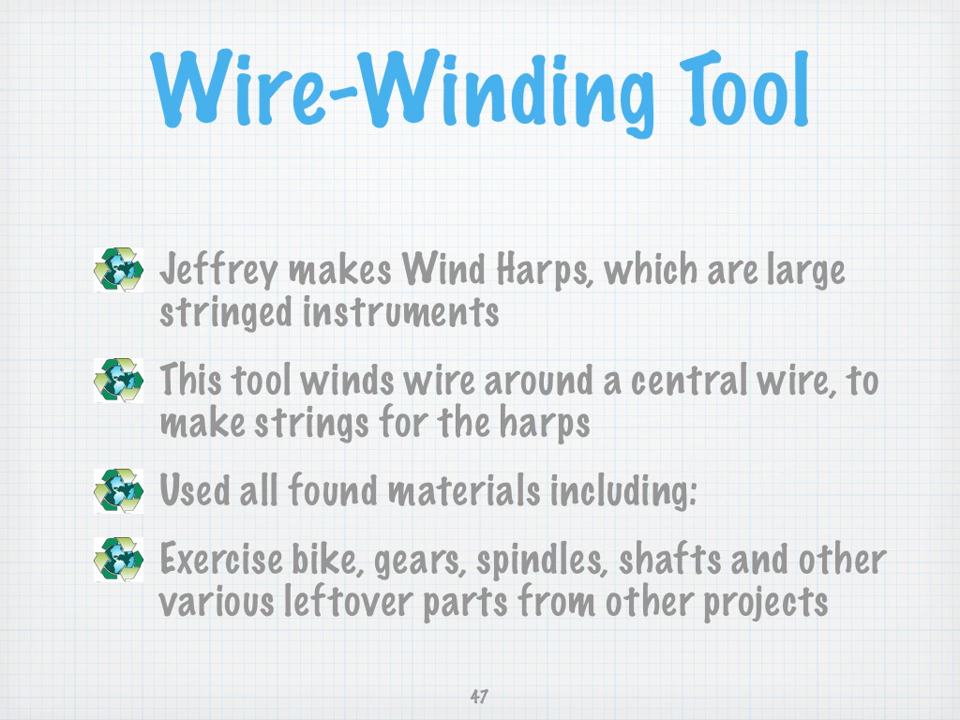 Wire-Winding Tool
Jeffrey makes Wind Harps, which are large
stringed instruments
This tool winds wire around a central wire, to
make strings for the harps
Used all found materials including:
Exercise bike, gears, spindles, shafts and other
various leftover parts from other projects
47